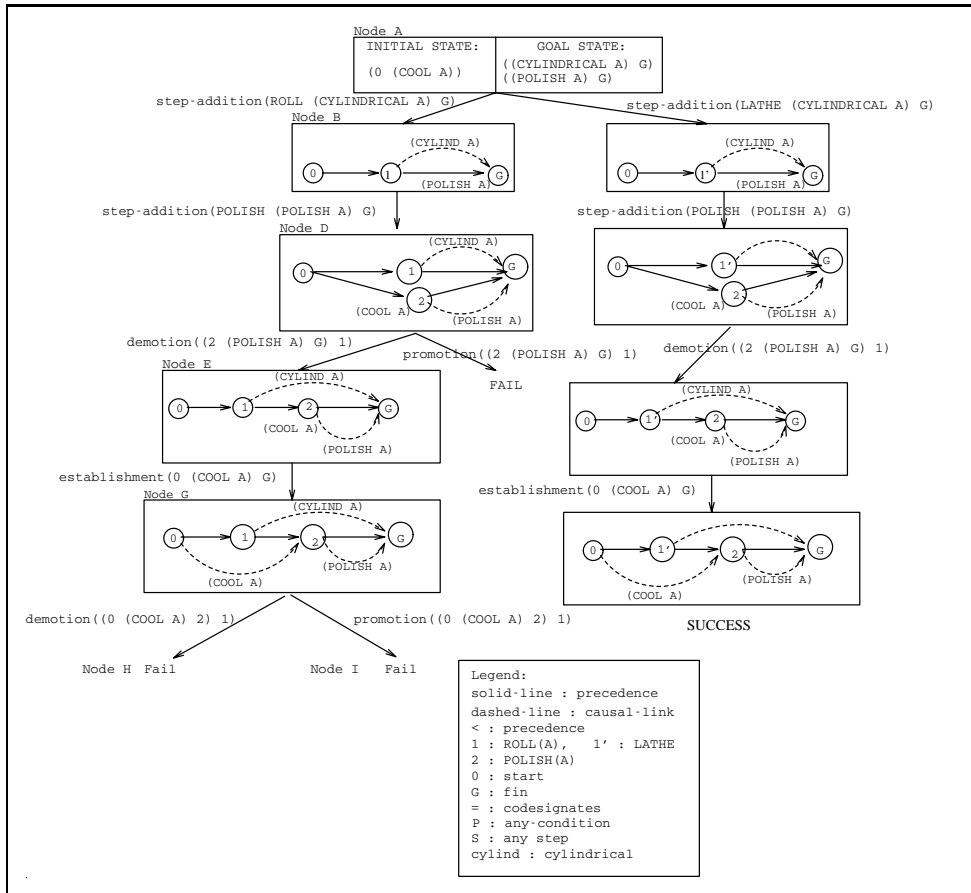 Node A
INITIAL STATE:
(0 (COOL A))
GOAL STATE:
((CYLINDRICAL A) G)
((POLISH A) G)
step-addition(ROLL (CYLINDRICAL A) G)
step-addition(LATHE (CYLINDRICAL A) G)
Node B
(CYLIND A)
0
1
G
(POLISH A)
(CYLIND A)
0
1'
G
(POLISH A)
step-addition(POLISH (POLISH A) G)
step-addition(POLISH (POLISH A) G)
Node D
(CYLIND A)
0
1
G
2
(COOL A)
(POLISH A)
(CYLIND A)
0
1'
G
2
(COOL A)
(POLISH A)
demotion((2 (POLISH A) G) 1)
promotion((2 (POLISH A) G) 1)
FAIL
demotion((2 (POLISH A) G) 1)
Node E
(CYLIND A)
0
1
2
G
(COOL A)
(POLISH A)
(CYLIND A)
0
1'
2
G
(COOL A)
(POLISH A)
establishment(0 (COOL A) G)
establishment(0 (COOL A) G)
Node G
(CYLIND A)
0
1
2
G
(POLISH A)
(COOL A)
0
1'
2
G
(POLISH A)
(COOL A)
demotion((0 (COOL A) 2) 1)
promotion((0 (COOL A) 2) 1)
SUCCESS
Node H Fail
Node I Fail
Legend:
solid-line : precedence
dashed-line : causal-link
< : precedence
1 : ROLL(A), 1' : LATHE
2 : POLISH(A)
0 : start
G : fin
= : codesignates
P : any-condition
S : any step
cylind : cylindrical